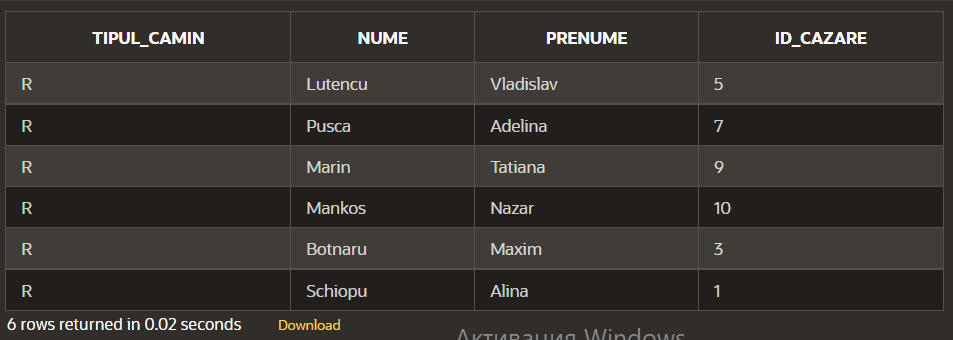 TIPUL_CAMIN NUME PRENUME ID_CAZARE
R Lutencu Vladislav 5
R Pusca Adelina 7
R Marin Tatiana 9
R Mankos Nazar 10
R Botnaru Maxim 3
R Schiopu Alina 1
6 rows returned in 0.02 seconds Download
Активация Windows